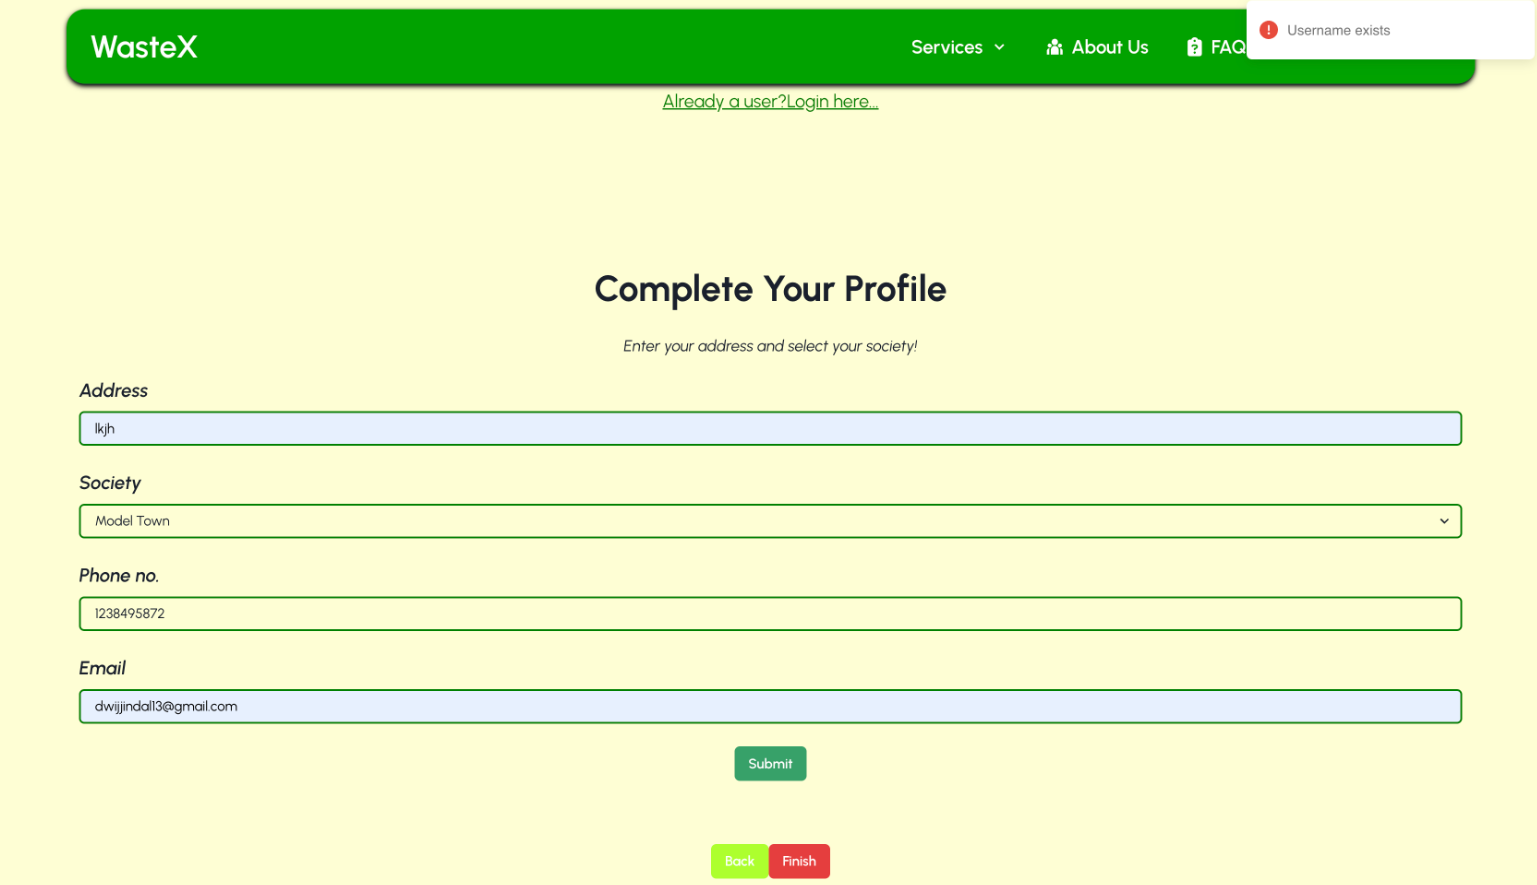 WasteX
Services
About Us
FAQ
Username exists
Already a user?Login here...
Complete Your Profile
Enter your address and select your society!
Address
lkjh
Society
Model Town
Phone no.
1238495872
Email
dwijjindal13@gmail.com
Submit
Back
Finish